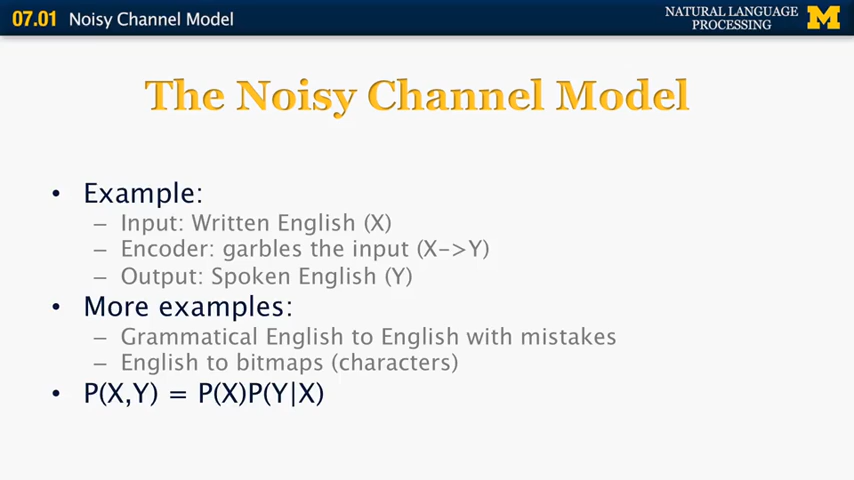 07.01 Noisy Channel Model
NATURAL LANGUAGE
PROCESSING
M
The Noisy Channel Model
• Example:
– Input: Written English (X)
– Encoder: garbles the input (X->Y)
– Output: Spoken English (Y)
• More examples:
– Grammatical English to English with mistakes
– English to bitmaps (characters)
• P(X,Y) = P(X)P(Y|X)